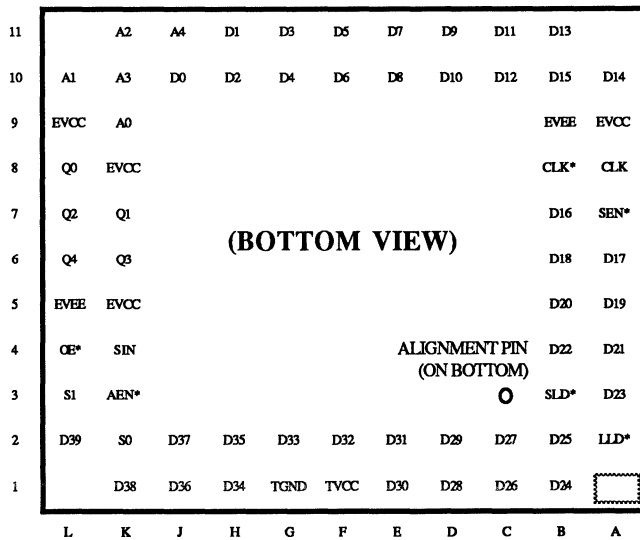 11 A2 A4 D1 D3 D5 D7 D9 D11 D13
10 A1 A3 D0 D2 D4 D6 D8 D10 D12 D15 D14
9 EVCC A0 EVEE EVCC
8 Q0 EVCC CLK* CLK
7 Q2 Q1 D16 SEN*
(BOTTOM VIEW)
6 Q4 Q3 D18 D17
5 EVEE EVCC D20 D19
4 OE* SIN ALIGNMENT PIN D22 D21
(ON BOTTOM)
3 S1 AEN* SLD* D23
2 D39 S0 D37 D35 D33 D32 D31 D29 D27 D25 LLD*
1 D38 D36 D34 TGND TVCC D30 D28 D26 D24
L K J H G F E D C B A